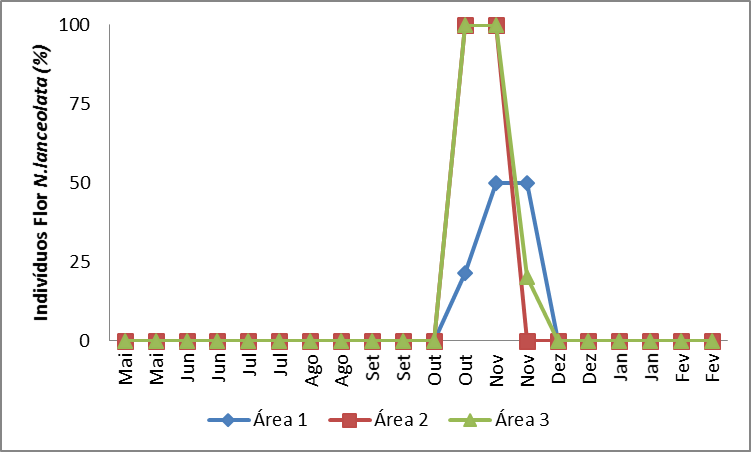 Indivíduos Flor N.lanceolata (%)
100
75
50
25
0
Mai Mai Jun Jun Jul Jul Ago Ago Set Set Out Out Nov Nov Dez Dez Jan Jan Fev Fev
Área 1 Área 2 Área 3